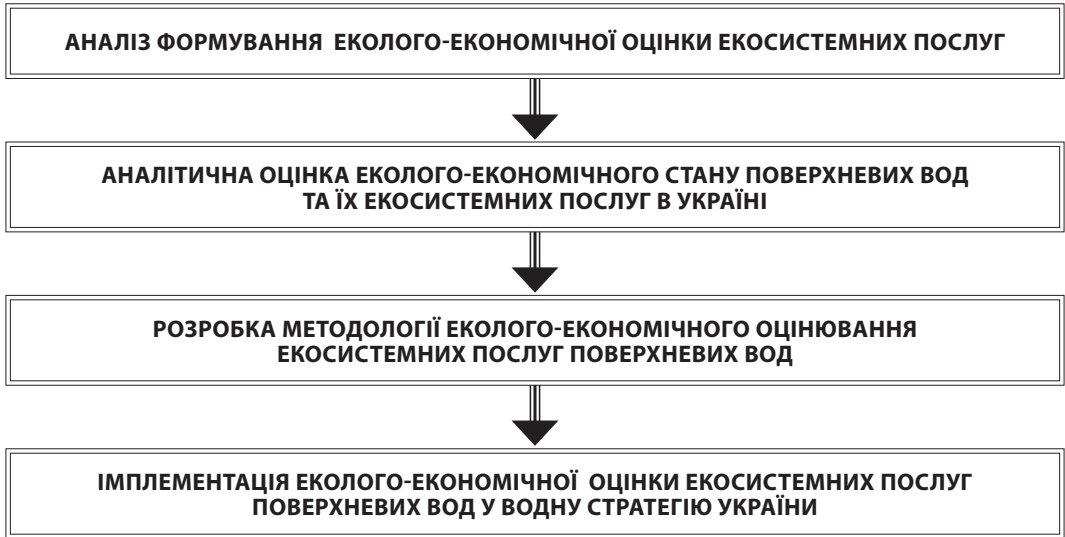 АНАЛІЗ ФОРМУВАННЯ ЕКОЛОГО-ЕКОНОМІЧНОЇ ОЦІНКИ ЕКОСИСТЕМНИХ ПОСЛУГ
АНАЛІТИЧНА ОЦІНКА ЕКОЛОГО-ЕКОНОМІЧНОГО СТАНУ ПОВЕРХНЕВИХ ВОД
ТА ЇХ ЕКОСИСТЕМНИХ ПОСЛУГ В УКРАЇНІ
РОЗРОБКА МЕТОДОЛОГІЇ ЕКОЛОГО-ЕКОНОМІЧНОГО ОЦІНЮВАННЯ
ЕКОСИСТЕМНИХ ПОСЛУГ ПОВЕРХНЕВИХ ВОД
ІМПЛЕМЕНТАЦІЯ ЕКОЛОГО-ЕКОНОМІЧНОЇ ОЦІНКИ ЕКОСИСТЕМНИХ ПОСЛУГ
ПОВЕРХНЕВИХ ВОД У ВОДНУ СТРАТЕГІЮ УКРАЇНИ